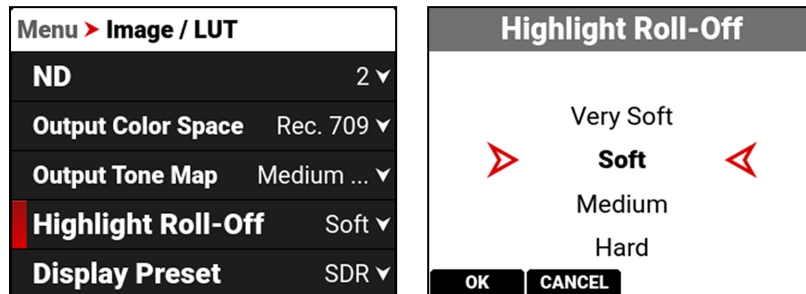 Menu > Image / LUT
ND 2
Output Color Space Rec. 709
Output Tone Map Medium ...
Highlight Roll-Off Soft
Display Preset SDR
Highlight Roll-Off
Very Soft
Soft
Medium
Hard
OK CANCEL